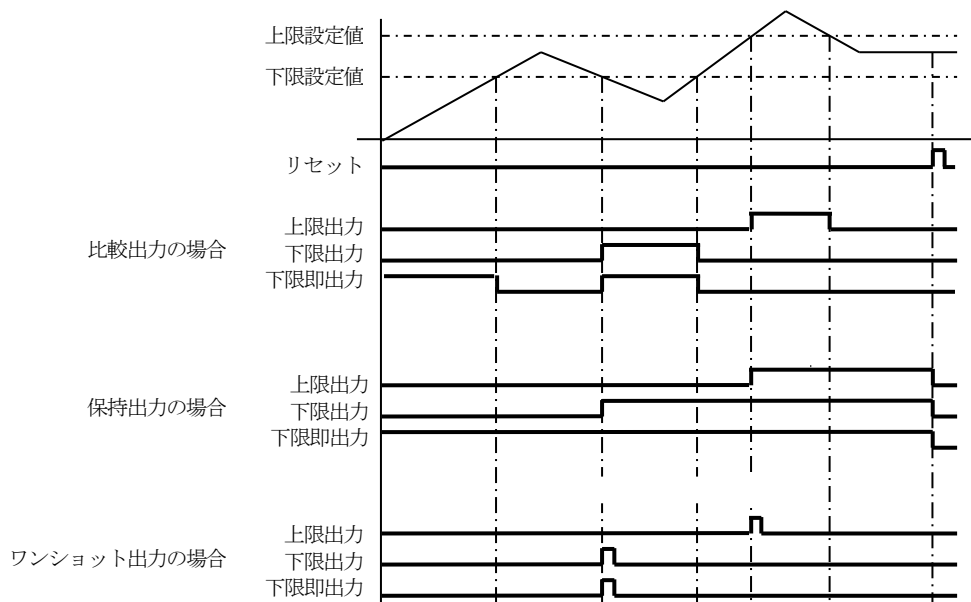 上限設定値
下限設定値
リセット
比較出力の場合
上限出力
下限出力
下限即出力
保持出力の場合
上限出力
下限出力
下限即出力
ワンショット出力の場合
上限出力
下限出力
下限即出力